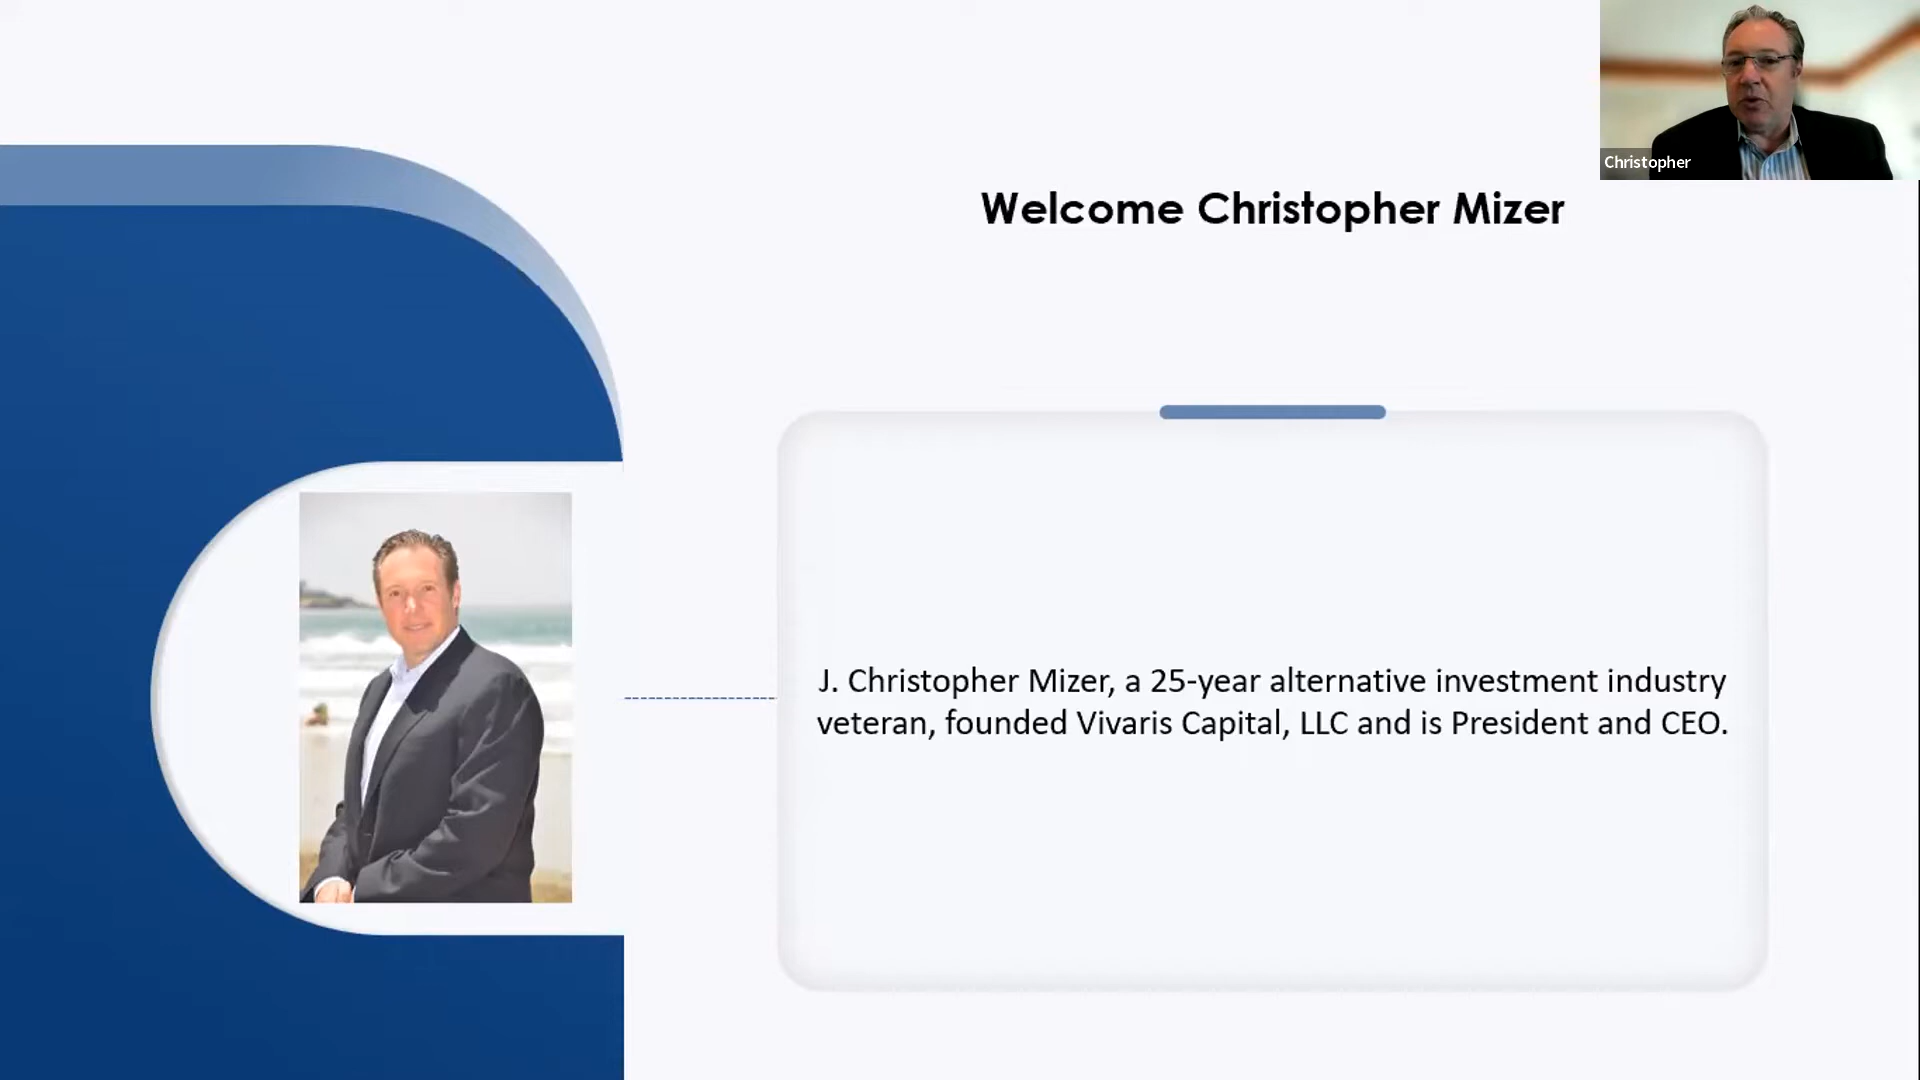 Christopher
Welcome Christopher Mizer
J. Christopher Mizer, a 25-year alternative investment industry
veteran, founded Vivaris Capital, LLC and is President and CEO.